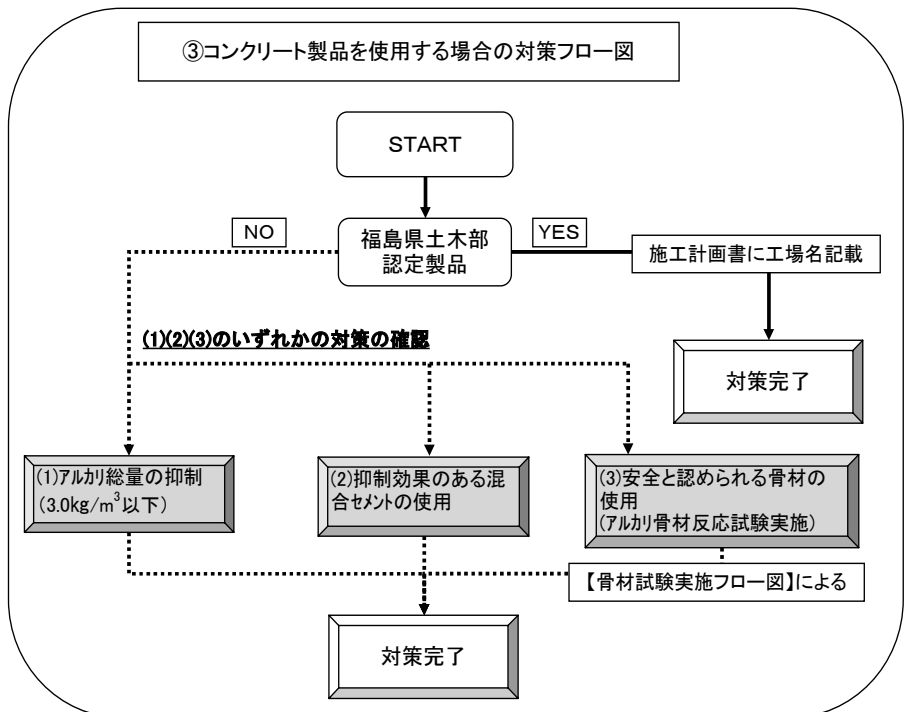 ③コンクリート製品を使用する場合の対策フロー図
START
NO
福島県土木部
認定製品
YES
施工計画書に工場名記載
(1)(2)(3)のいずれかの対策の確認
対策完了
(1)アルカリ総量の抑制
(3.0kg/m³以下)
(2)抑制効果のある混
合セメントの使用
(3)安全と認められる骨材の
使用
(アルカリ骨材反応試験実施)
【骨材試験実施フロー図】による
対策完了